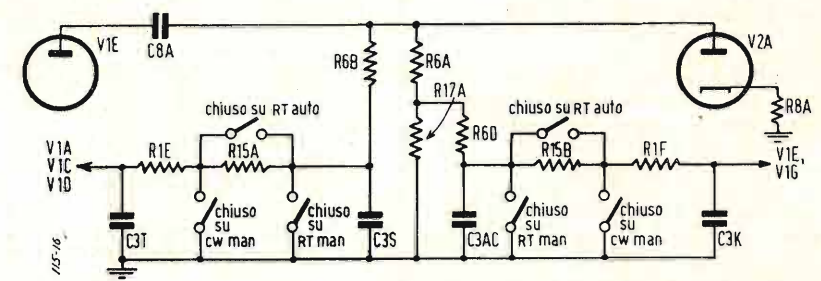 V1E
C8A
R6B
R6A
V2A
R17A
R8A
chiuso su RT auto
R6D
chiuso su RT auto
V1A
V1C
V1D
R1E
R15A
R15B
R1F
V1E,
V1G
C3T
chiuso
su
cw man
chiuso
su
RT man
C3S
C3AC
chiuso
su
RT man
chiuso
su
cw man
C3K
115-16